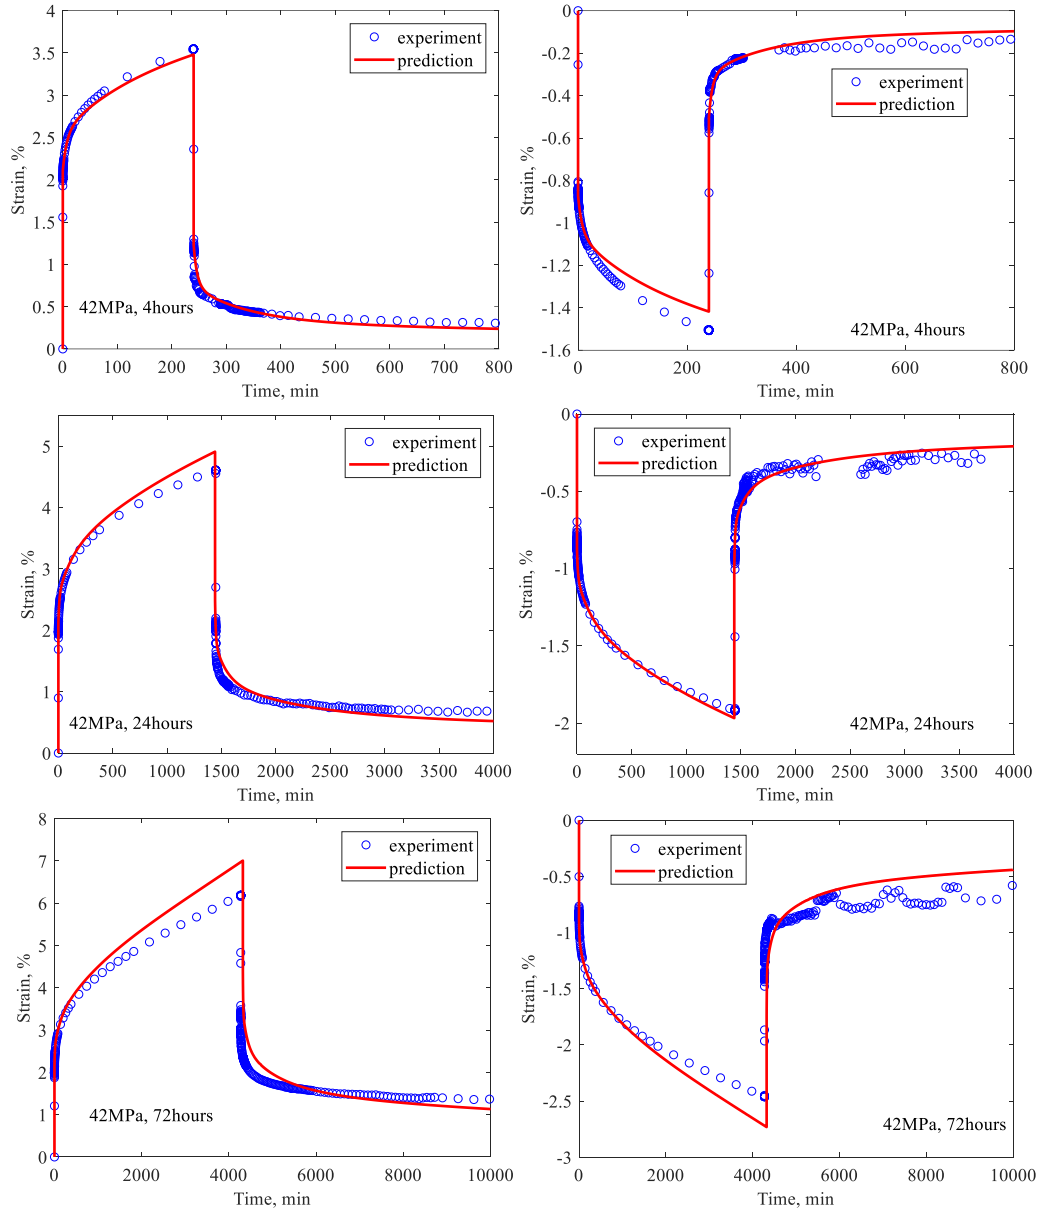 4
3.5
3
2.5
2
1.5
1
0.5
0
0 100 200 300 400 500 600 700 800
Strain, %
Time, min
experiment
prediction
42MPa, 4hours
0
-0.2
-0.4
-0.6
-0.8
-1
-1.2
-1.4
-1.6
0 200 400 600 800
Strain, %
Time, min
experiment
prediction
42MPa, 4hours
5
4
3
2
1
0
0 500 1000 1500 2000 2500 3000 3500 4000
Strain, %
Time, min
experiment
prediction
42MPa, 24hours
0
-0.5
-1
-1.5
-2
0 500 1000 1500 2000 2500 3000 3500 4000
Strain, %
Time, min
experiment
prediction
42MPa, 24hours
8
7
6
5
4
3
2
1
0
0 2000 4000 6000 8000 10000
Strain, %
Time, min
experiment
prediction
42MPa, 72hours
0
-0.5
-1
-1.5
-2
-2.5
-3
0 2000 4000 6000 8000 10000
Strain, %
Time, min
experiment
prediction
42MPa, 72hours